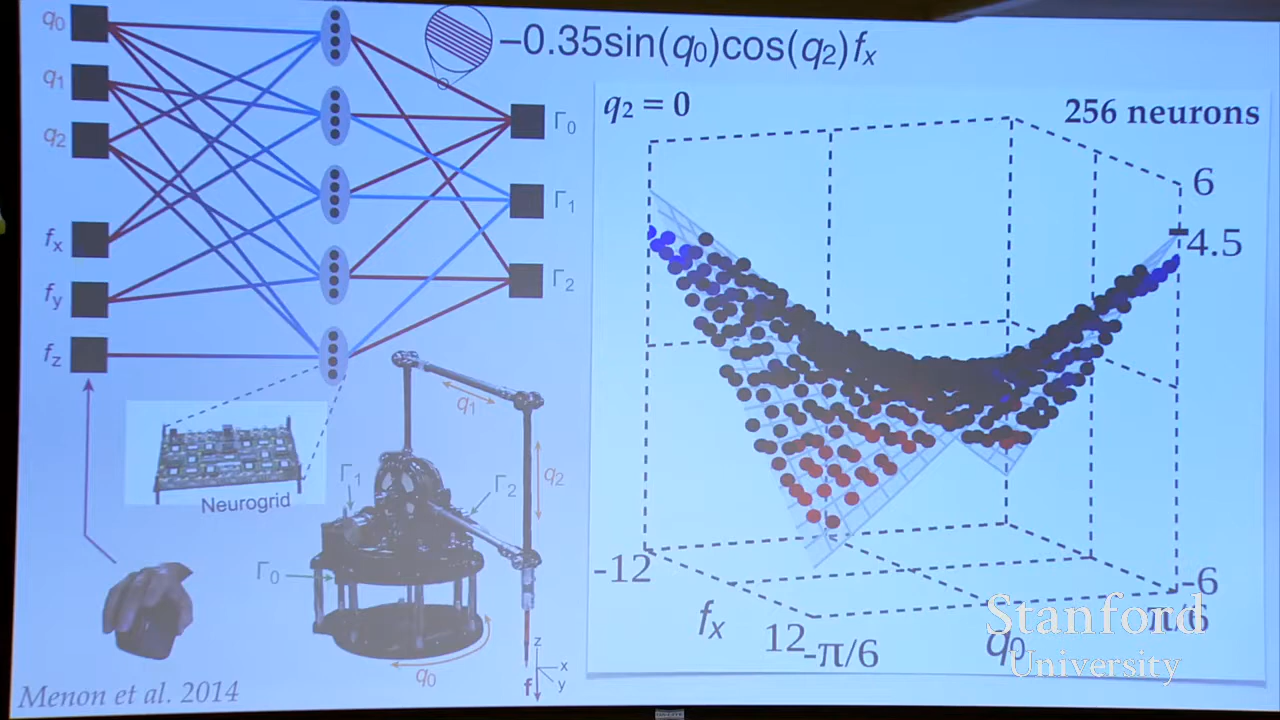 q₀
q₁
q₂
fₓ
f_y
f_z
Γ₀
Γ₁
Γ₂
–0.35sin(q₀)cos(q₂)fₓ
q₂ = 0
256 neurons
6
4.5
-12
fₓ
12
-π/6
q₀
π/6
-6
Neurogrid
q₁
q₂
Γ₁
Γ₂
Γ₀
q₀
z
x
y
f
Menon et al. 2014
Stanford
University